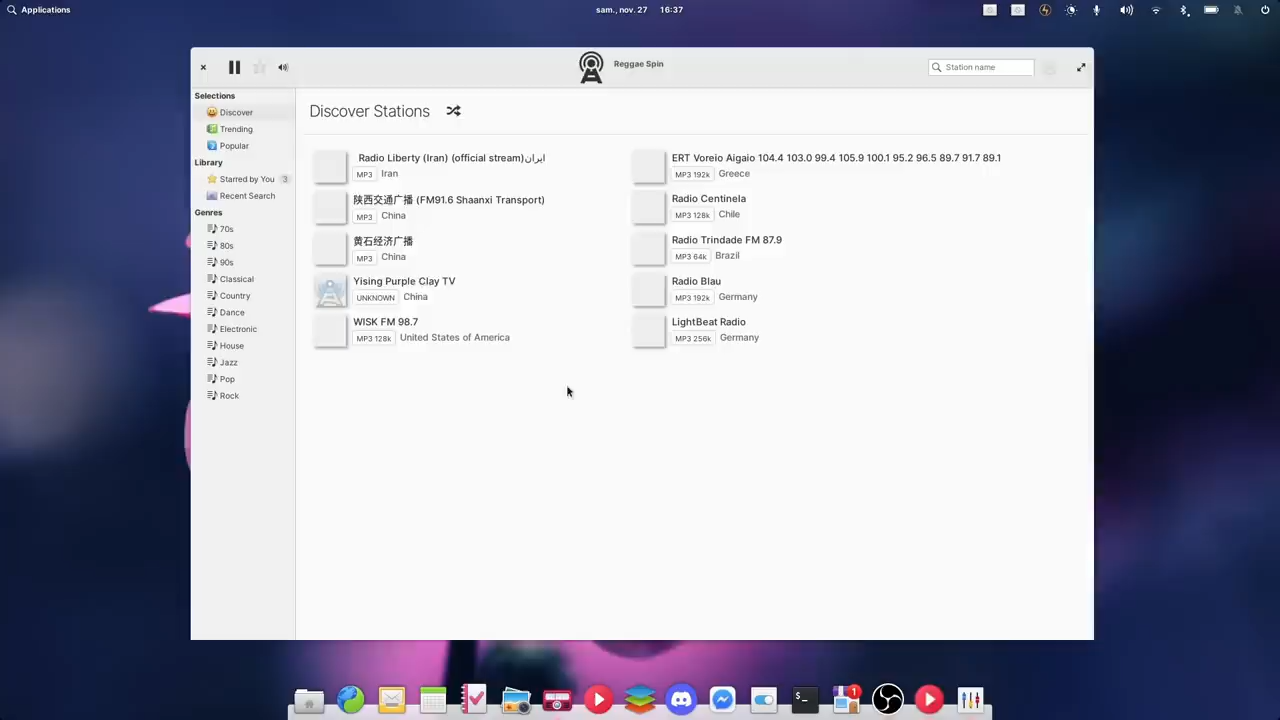 Applications
sam., nov. 27 16:37
Reggae Spin
Station name
Selections
Discover
Trending
Popular
Library
Starred by You 3
Recent Search
Genres
70s
80s
90s
Classical
Country
Dance
Electronic
House
Jazz
Pop
Rock
Discover Stations
Radio Liberty (Iran) (official stream)ایران
MP3 Iran
陕西交通广播 (FM91.6 Shaanxi Transport)
MP3 China
黄石经济广播
MP3 China
Yising Purple Clay TV
UNKNOWN China
WISK FM 98.7
MP3 128k United States of America
ERT Voreio Aigaio 104.4 103.0 99.4 105.9 100.1 95.2 96.5 89.7 91.7 89.1
MP3 192k Greece
Radio Centinela
MP3 128k Chile
Radio Trindade FM 87.9
MP3 64k Brazil
Radio Blau
MP3 192k Germany
LightBeat Radio
MP3 256k Germany
1